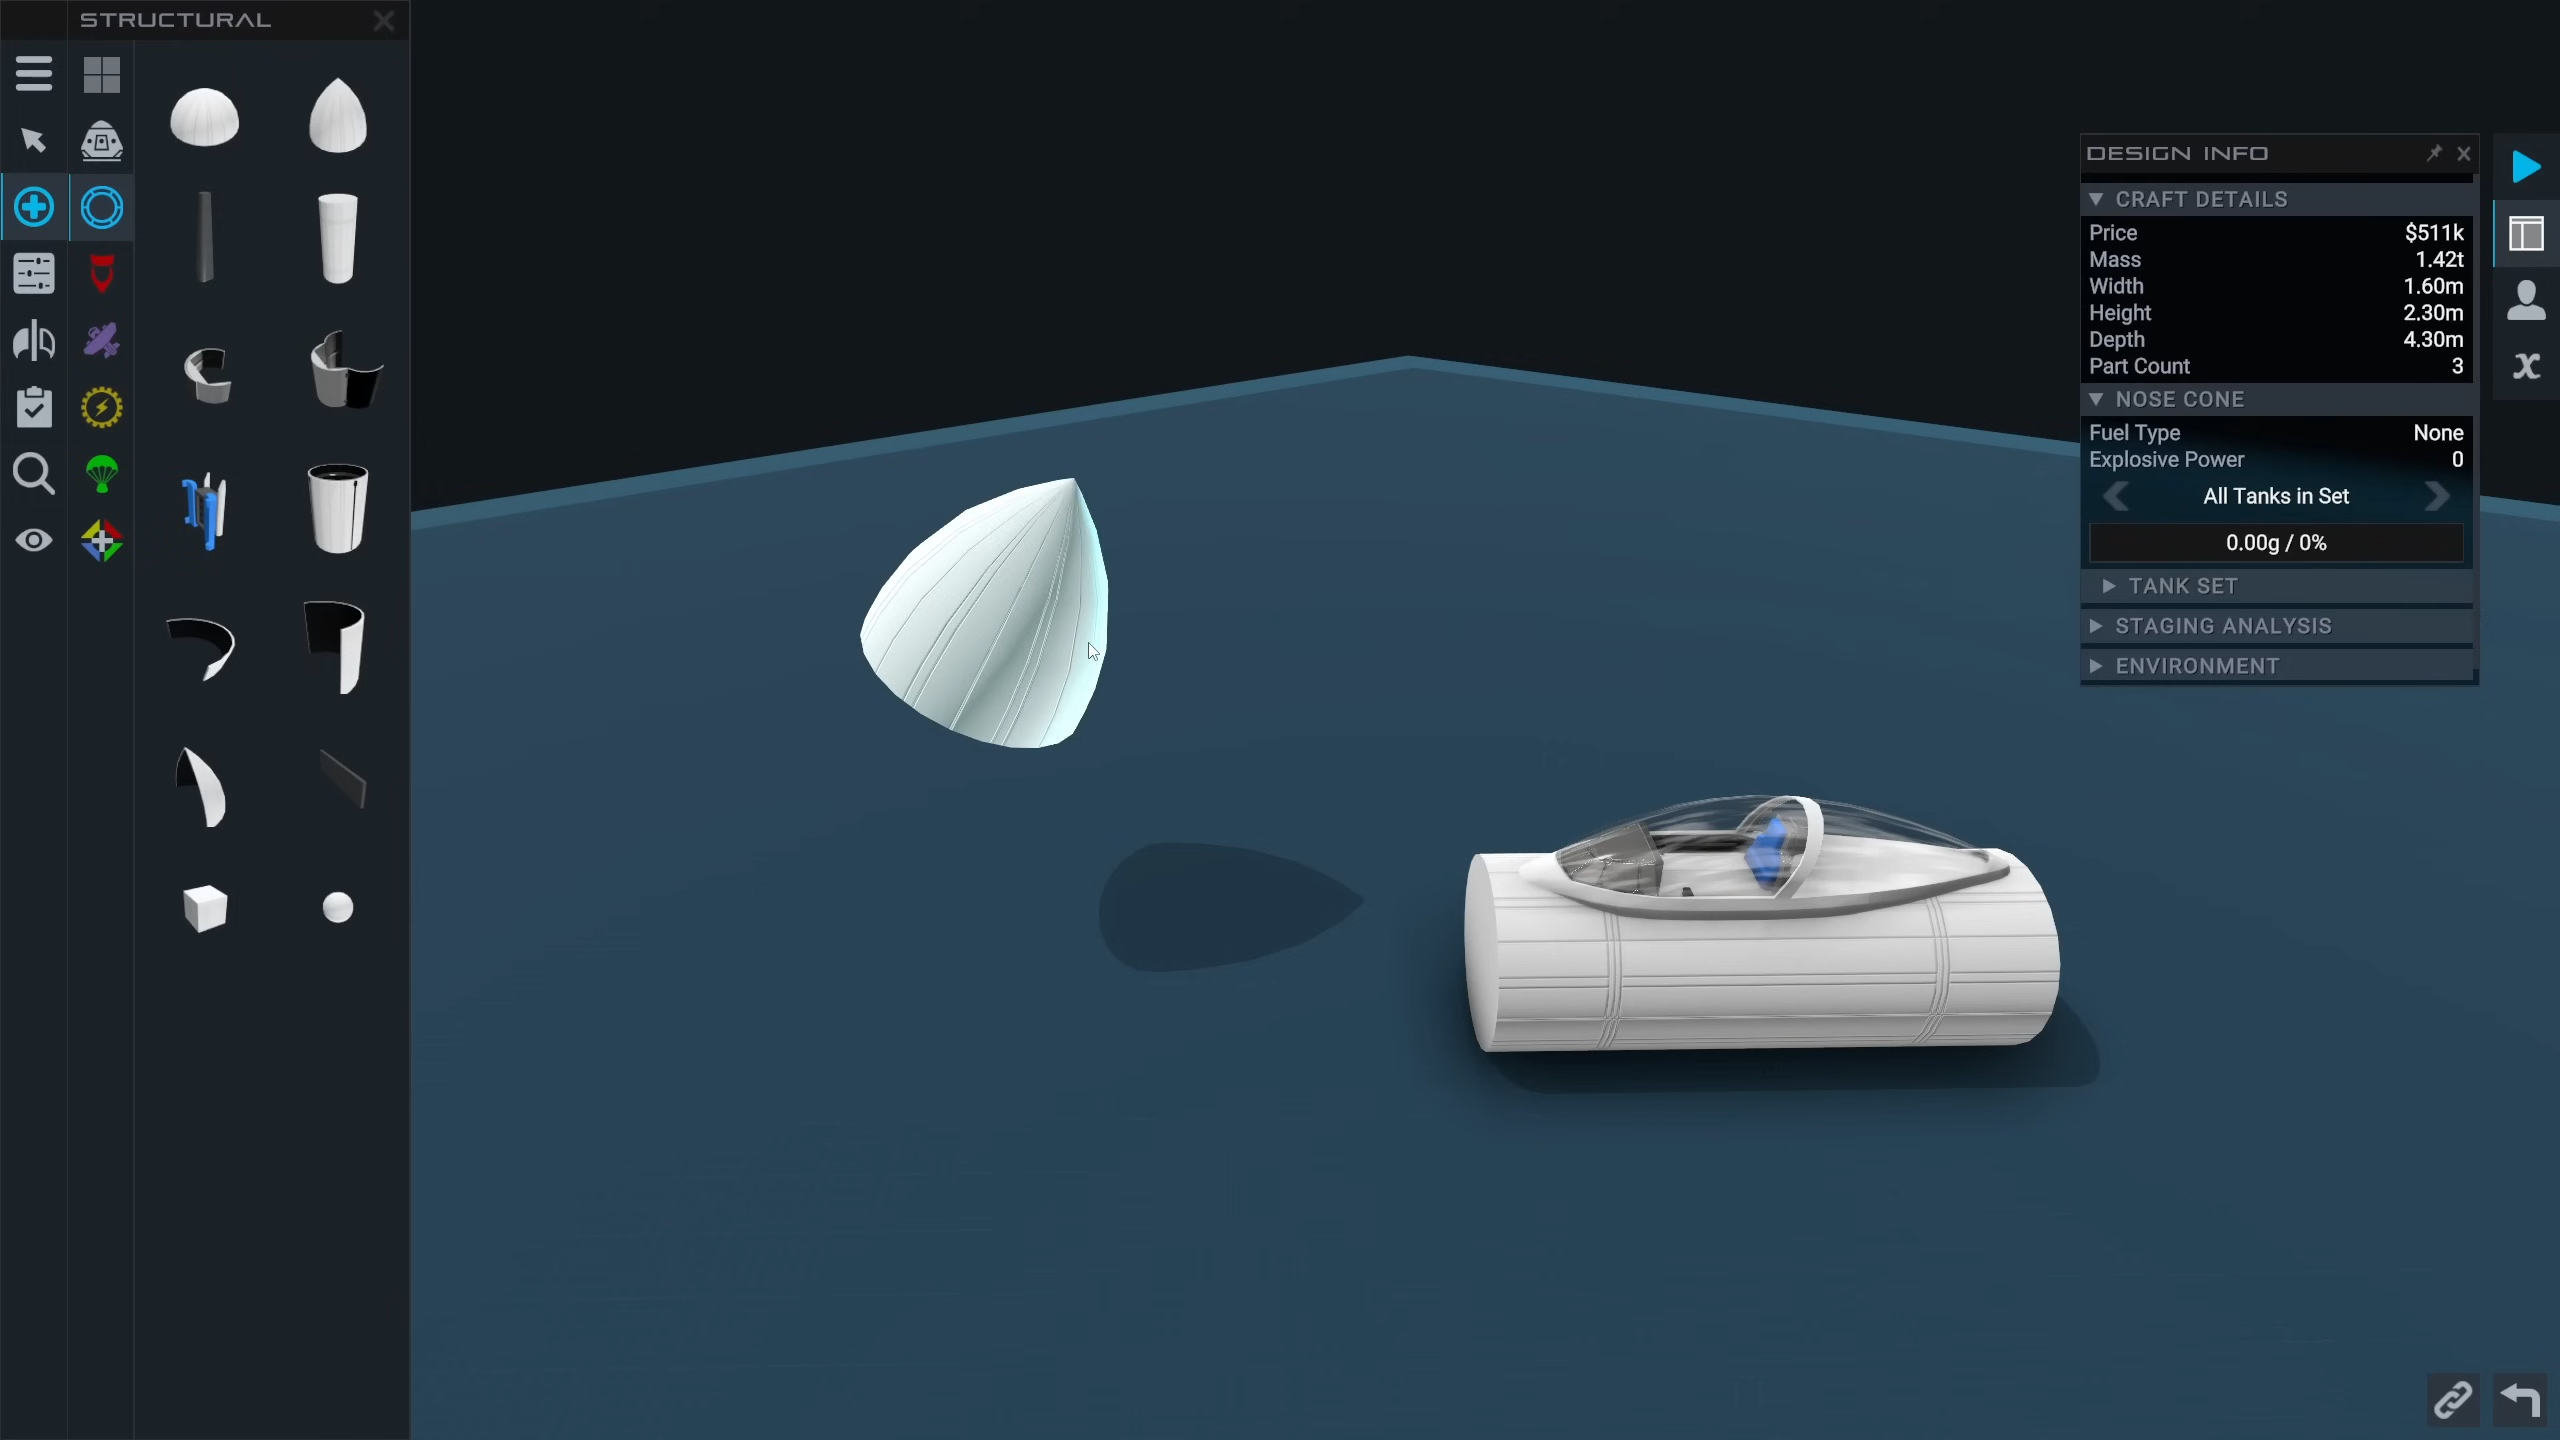 STRUCTURAL
DESIGN INFO
CRAFT DETAILS
Price $511k
Mass 1.42t
Width 1.60m
Height 2.30m
Depth 4.30m
Part Count 3
NOSE CONE
Fuel Type None
Explosive Power 0
All Tanks in Set
0.00g / 0%
TANK SET
STAGING ANALYSIS
ENVIRONMENT